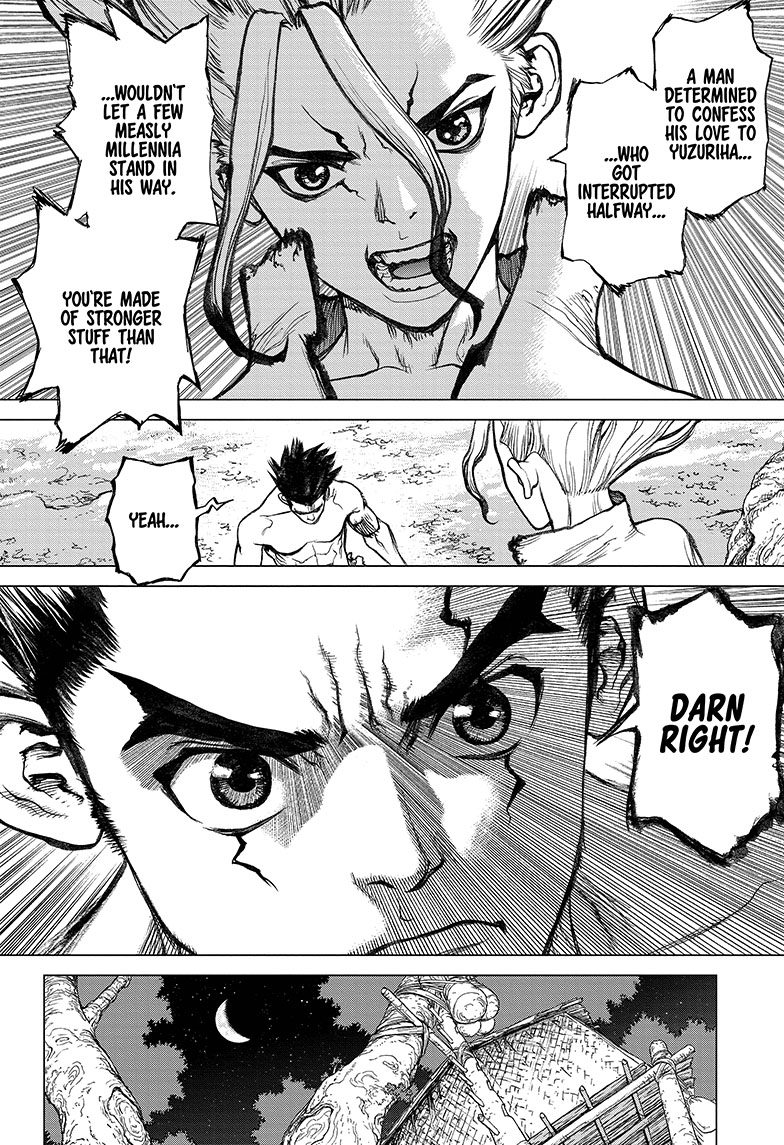 A MAN
DETERMINED
TO CONFESS
HIS LOVE TO
YUZURIHA...
...WHO
GOT
INTERRUPTED
HALFWAY...
...WOULDN'T
LET A FEW
MEASLY
MILLENNIA
STAND IN
HIS WAY.
YOU'RE MADE
OF STRONGER
STUFF THAN
THAT!
YEAH...
DARN
RIGHT!